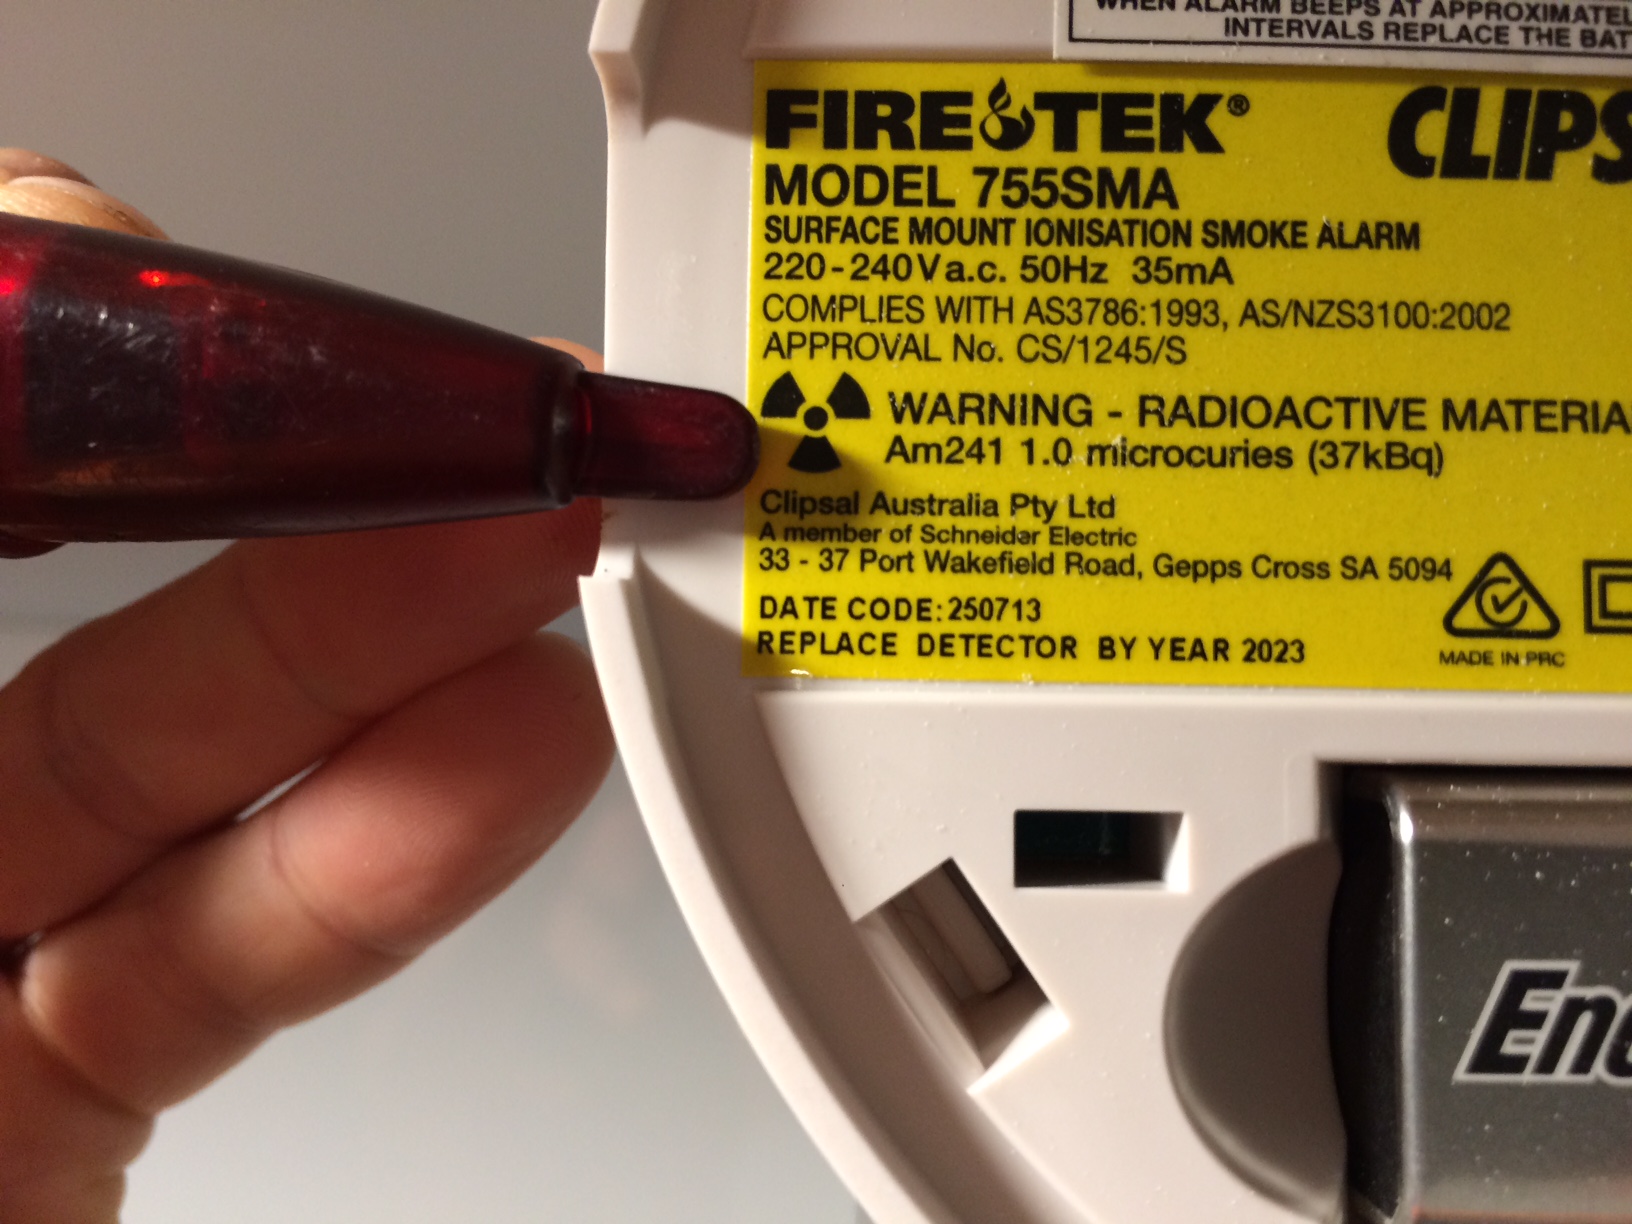 WHEN ALARM BEEPS AT APPROXIMATEL
INTERVALS REPLACE THE BAT
FIRETEK® CLIPS
MODEL 755SMA
SURFACE MOUNT IONISATION SMOKE ALARM
220-240Va.c. 50Hz 35mA
COMPLIES WITH AS3786:1993, AS/NZS3100:2002
APPROVAL No. CS/1245/S
WARNING - RADIOACTIVE MATERIA
Am241 1.0 microcuries (37kBq)
Clipsal Australia Pty Ltd
A member of Schneider Electric
33 - 37 Port Wakefield Road, Gepps Cross SA 5094
DATE CODE: 250713
REPLACE DETECTOR BY YEAR 2023
MADE IN PRC
Ene